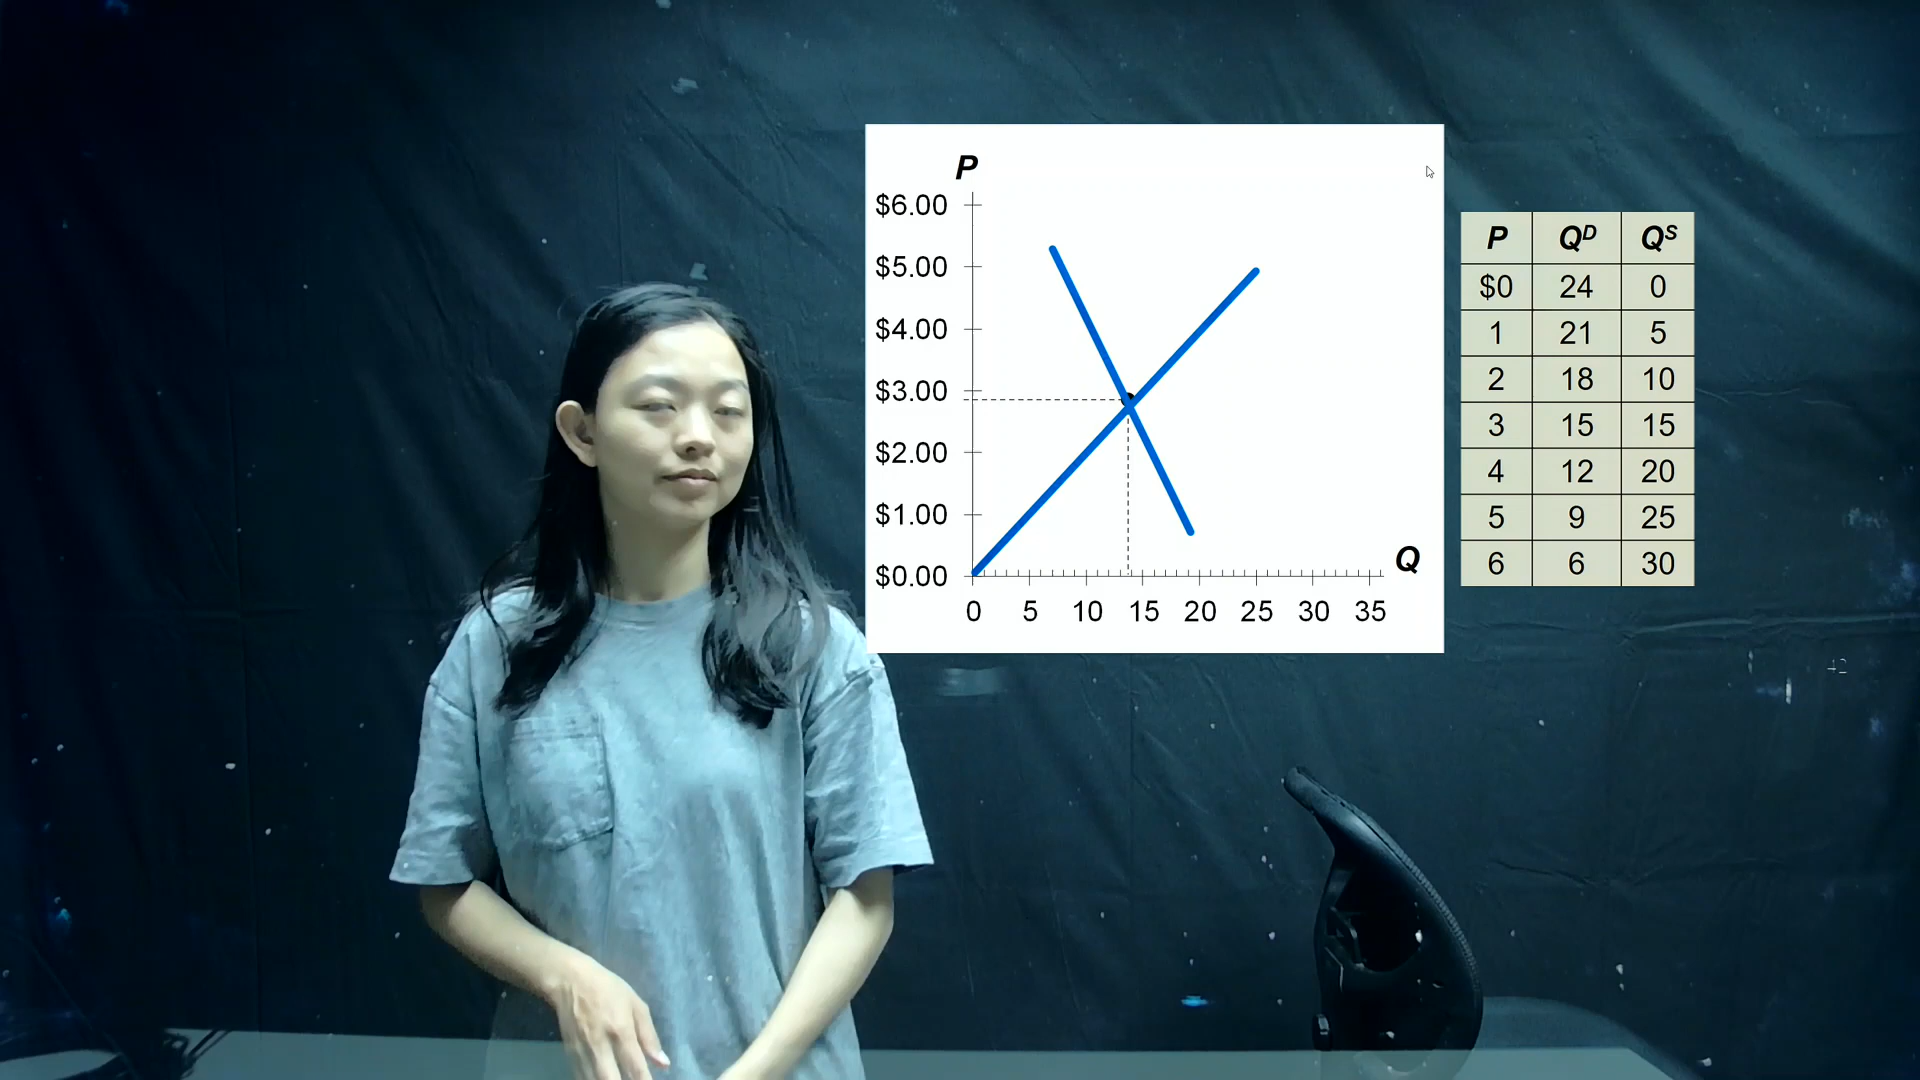 P
$6.00
$5.00
$4.00
$3.00
$2.00
$1.00
$0.00
Q
0 5 10 15 20 25 30 35
P QD QS
$0 24 0
1 21 5
2 18 10
3 15 15
4 12 20
5 9 25
6 6 30